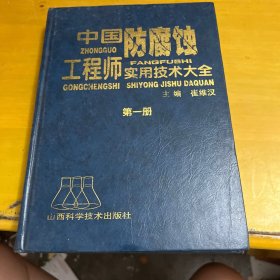 中国防腐蚀
ZHONGGUO FANGFUSHI
工程师实用技术大全
GONGCHENGSHI SHIYONG JISHU DAQUAN
主编 崔维汉
第一册
山西科学技术出版社